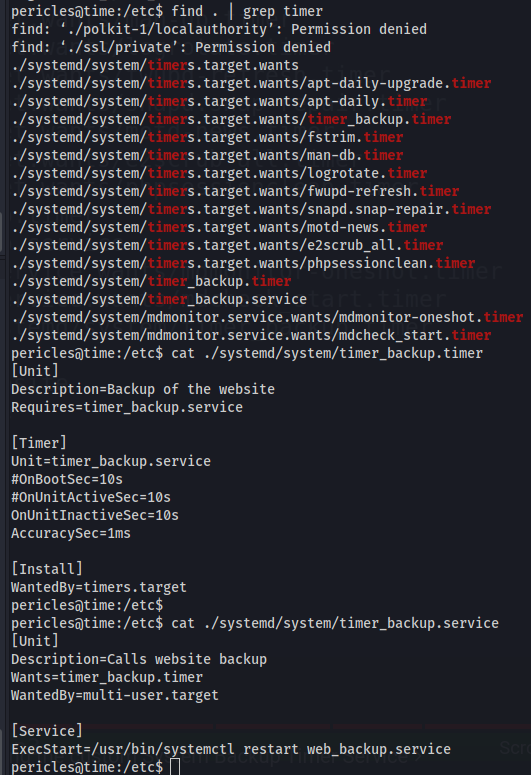 pericles@time:/etc$ find . | grep timer
find: ‘./polkit-1/localauthority’: Permission denied
find: ‘./ssl/private’: Permission denied
./systemd/system/timers.target.wants
./systemd/system/timers.target.wants/apt-daily-upgrade.timer
./systemd/system/timers.target.wants/apt-daily.timer
./systemd/system/timers.target.wants/timer_backup.timer
./systemd/system/timers.target.wants/fstrim.timer
./systemd/system/timers.target.wants/man-db.timer
./systemd/system/timers.target.wants/logrotate.timer
./systemd/system/timers.target.wants/fwupd-refresh.timer
./systemd/system/timers.target.wants/snapd.snap-repair.timer
./systemd/system/timers.target.wants/motd-news.timer
./systemd/system/timers.target.wants/e2scrub_all.timer
./systemd/system/timers.target.wants/phpsessionclean.timer
./systemd/system/timer_backup.timer
./systemd/system/timer_backup.service
./systemd/system/mdmonitor.service.wants/mdmonitor-oneshot.timer
./systemd/system/mdmonitor.service.wants/mdcheck_start.timer
pericles@time:/etc$ cat ./systemd/system/timer_backup.timer
[Unit]
Description=Backup of the website
Requires=timer_backup.service

[Timer]
Unit=timer_backup.service
#OnBootSec=10s
#OnUnitActiveSec=10s
OnUnitInactiveSec=10s
AccuracySec=1ms

[Install]
WantedBy=timers.target
pericles@time:/etc$
pericles@time:/etc$ cat ./systemd/system/timer_backup.service
[Unit]
Description=Calls website backup
Wants=timer_backup.timer
WantedBy=multi-user.target

[Service]
ExecStart=/usr/bin/systemctl restart web_backup.service
pericles@time:/etc$